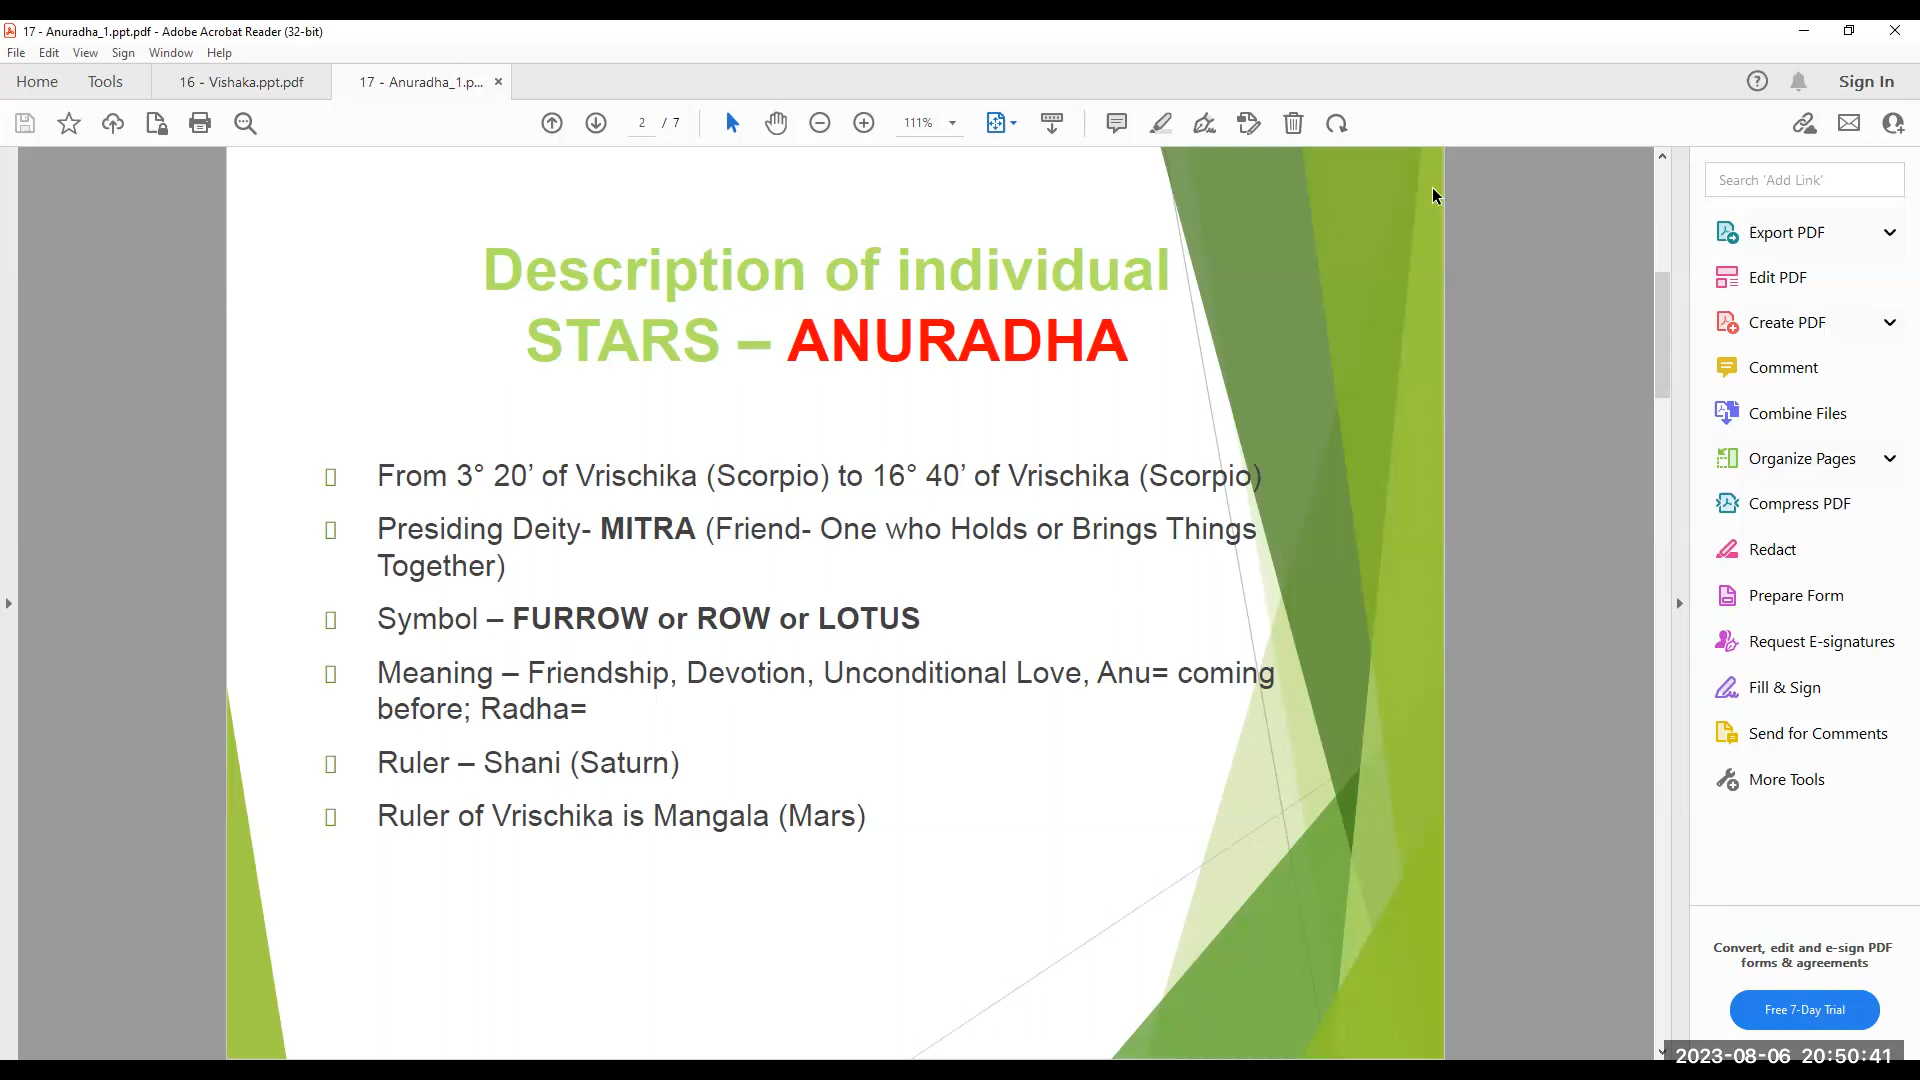 17 - Anuradha_1.ppt.pdf - Adobe Acrobat Reader (32-bit)
File Edit View Sign Window Help
Home Tools 16 - Vishaka.ppt.pdf 17 - Anuradha_1.p... × Sign In
2 / 7 111%
Description of individual
STARS – ANURADHA
From 3° 20’ of Vrischika (Scorpio) to 16° 40’ of Vrischika (Scorpio)
Presiding Deity- MITRA (Friend- One who Holds or Brings Things
Together)
Symbol – FURROW or ROW or LOTUS
Meaning – Friendship, Devotion, Unconditional Love, Anu= coming
before; Radha=
Ruler – Shani (Saturn)
Ruler of Vrischika is Mangala (Mars)
Search 'Add Link'
Export PDF
Edit PDF
Create PDF
Comment
Combine Files
Organize Pages
Compress PDF
Redact
Prepare Form
Request E-signatures
Fill & Sign
Send for Comments
More Tools
Convert, edit and e-sign PDF
forms & agreements
Free 7-Day Trial
2023-08-06 20:50:41